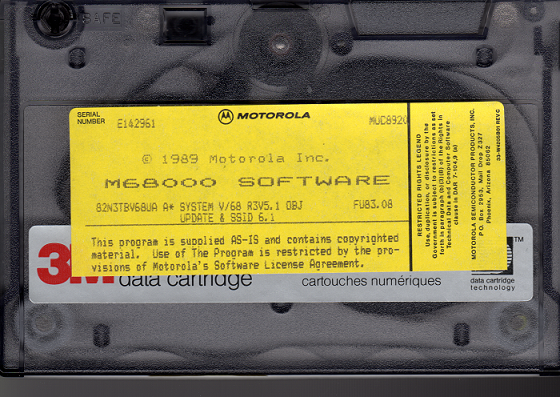 SAFE
SERIAL
NUMBER E142961 MOTOROLA MUC8920
© 1989 Motorola Inc.
M68000 SOFTWARE
82N3TBV68UA A* SYSTEM V/68 R3V5.1 OBJ FU83.08
UPDATE & SSID 6.1
This program is supplied AS-IS and contains copyrighted
material. Use of The Program is restricted by the pro-
visions of Motorola's Software License Agreement.
RESTRICTED RIGHTS LEGEND
Use, duplication, or disclosure by the
Government is subject to restrictions as set
forth in paragraph (b)(3)(B) of the Rights in
Technical Data and Computer Software
clause in DAR 7-104.9 (a)
MOTOROLA SEMICONDUCTOR PRODUCTS, INC.
P.O. Box 2953, Mail Drop Z327
Phoenix, Arizona 85062
REV C
3M data cartridge cartouches numériques
TM
data cartridge
technology